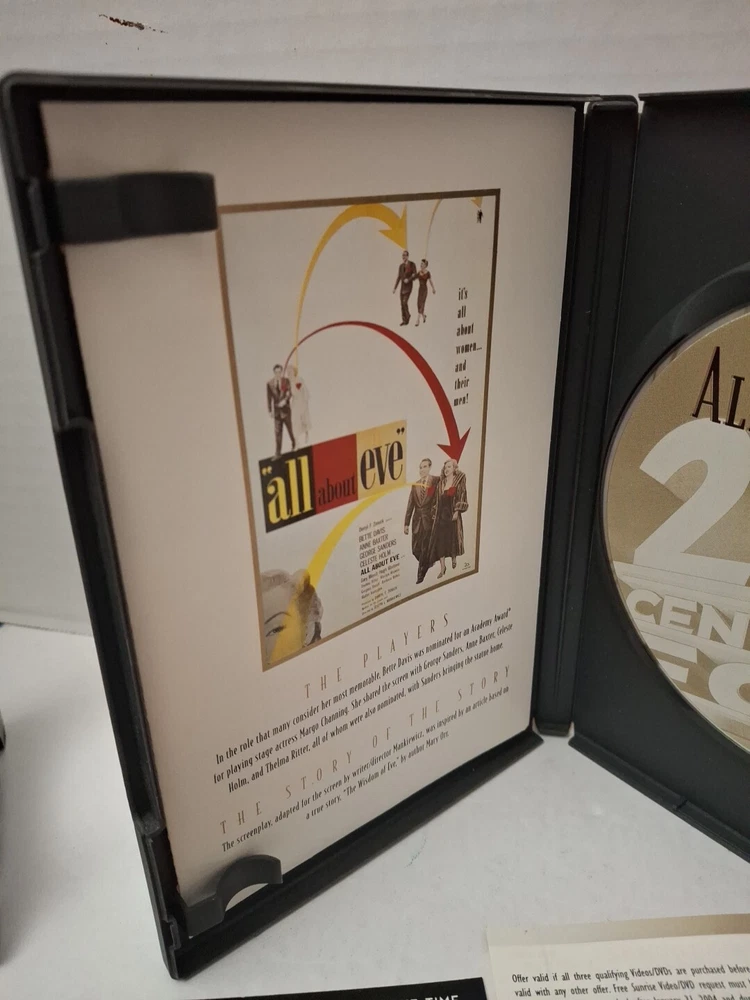 it's
all
about
women...
and
their
men!
"all about eve"
BETTE DAVIS
ANNE BAXTER
GEORGE SANDERS
CELESTE HOLM
ALL ABOUT EVE
THE PLAYERS
In the role that many consider her most memorable, Bette Davis was nominated for an Academy Award
for playing stage actress Margo Channing. She shared the screen with George Sanders, Anne Baxter, Celeste
Holm, and Thelma Ritter, all of whom were also nominated, with Sanders bringing the statue home.
THE STORY OF THE STORY
The screenplay, adapted for the screen by writer/director Mankiewicz, was inspired by an article based on
a true story, "The Wisdom of Eve," by author Mary Orr.
AL
2
CEN
FO
TIME
Offer valid if all three qualifying Videos/DVDs are purchased before
valid with any other offer. Free Sunrise Video/DVD request must